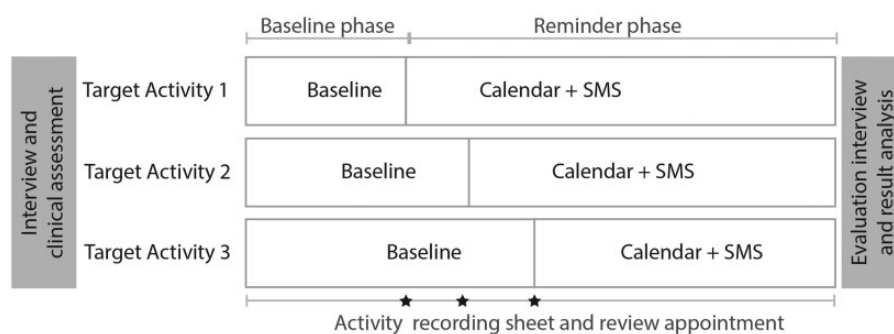 Baseline phase
Reminder phase
Interview and
clinical assessment
Target Activity 1
Baseline
Calendar + SMS
Target Activity 2
Baseline
Calendar + SMS
Target Activity 3
Baseline
Calendar + SMS
Evaluation interview
and result analysis
Activity recording sheet and review appointment